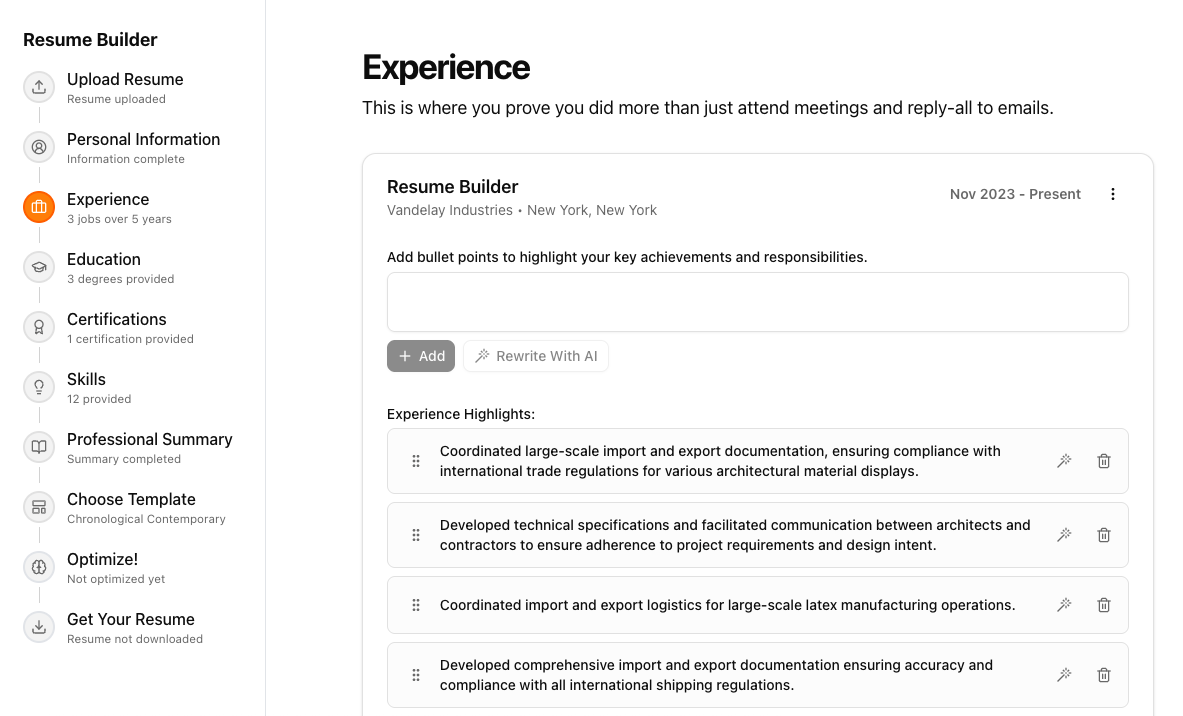 Resume Builder
Upload Resume
Resume uploaded
Personal Information
Information complete
Experience
3 jobs over 5 years
Education
3 degrees provided
Certifications
1 certification provided
Skills
12 provided
Professional Summary
Summary completed
Choose Template
Chronological Contemporary
Optimize!
Not optimized yet
Get Your Resume
Resume not downloaded
Experience
This is where you prove you did more than just attend meetings and reply-all to emails.
Resume Builder
Vandelay Industries • New York, New York
Nov 2023 - Present
Add bullet points to highlight your key achievements and responsibilities.
Add
Rewrite With AI
Experience Highlights:
Coordinated large-scale import and export documentation, ensuring compliance with
international trade regulations for various architectural material displays.
Developed technical specifications and facilitated communication between architects and
contractors to ensure adherence to project requirements and design intent.
Coordinated import and export logistics for large-scale latex manufacturing operations.
Developed comprehensive import and export documentation ensuring accuracy and
compliance with all international shipping regulations.